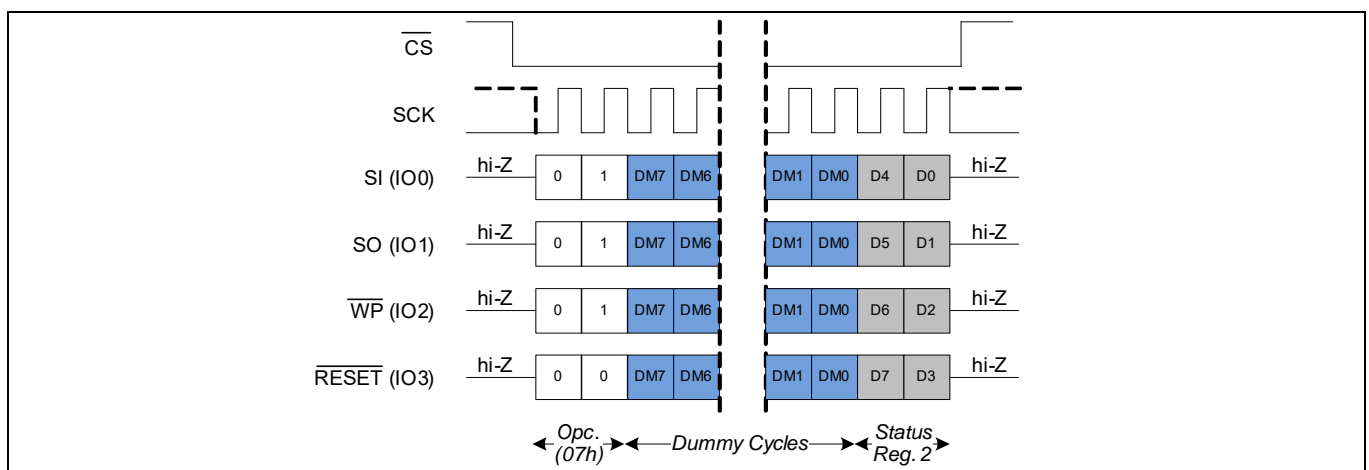 CS
SCK
SI (IO0) hi-Z 0 1 DM7 DM6 DM1 DM0 D4 D0 hi-Z
SO (IO1) hi-Z 0 1 DM7 DM6 DM1 DM0 D5 D1 hi-Z
WP (IO2) hi-Z 0 1 DM7 DM6 DM1 DM0 D6 D2 hi-Z
RESET (IO3) hi-Z 0 0 DM7 DM6 DM1 DM0 D7 D3 hi-Z
Opc. Dummy Cycles Status
(07h) Reg. 2